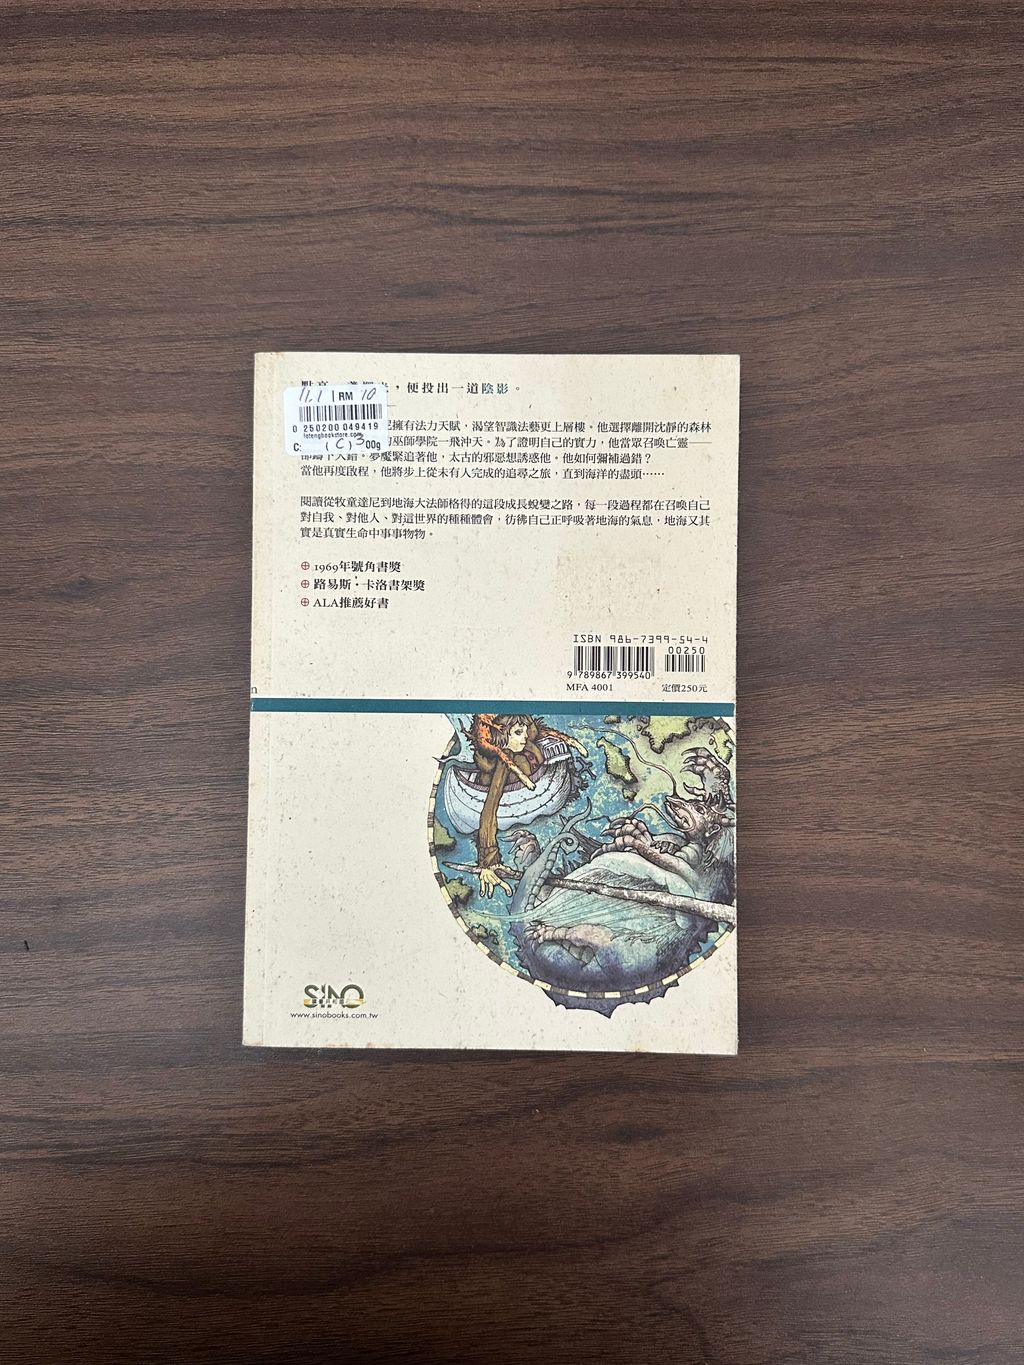 便投出一道陰影。
11.1 | RM 10
0 250200 049419
fotengbookstore.com
(C) 3 00g
擁有法力天賦，渴望智識法藝更上層樓。他選擇離開沈靜的森林
的巫師學院一飛沖天。為了證明自己的實力，他當眾召喚亡靈——
夢魘緊追著他，太古的邪惡想誘惑他。他如何彌補過錯？
當他再度啟程，他將步上從未有人完成的追尋之旅，直到海洋的盡頭……
閱讀從牧童達尼到地海大法師格得的這段成長蛻變之路，每一段過程都在召喚自己
對自我、對他人、對這世界的種種體會，彷彿自己正呼吸著地海的氣息，地海又其
實是真實生命中事事物物。
1969年號角書獎
路易斯・卡洛書架獎
ALA推薦好書
ISBN 986-7399-54-4
00250
9 789867 399540
MFA 4001 定價250元
n
SINO
www.sinobooks.com.tw